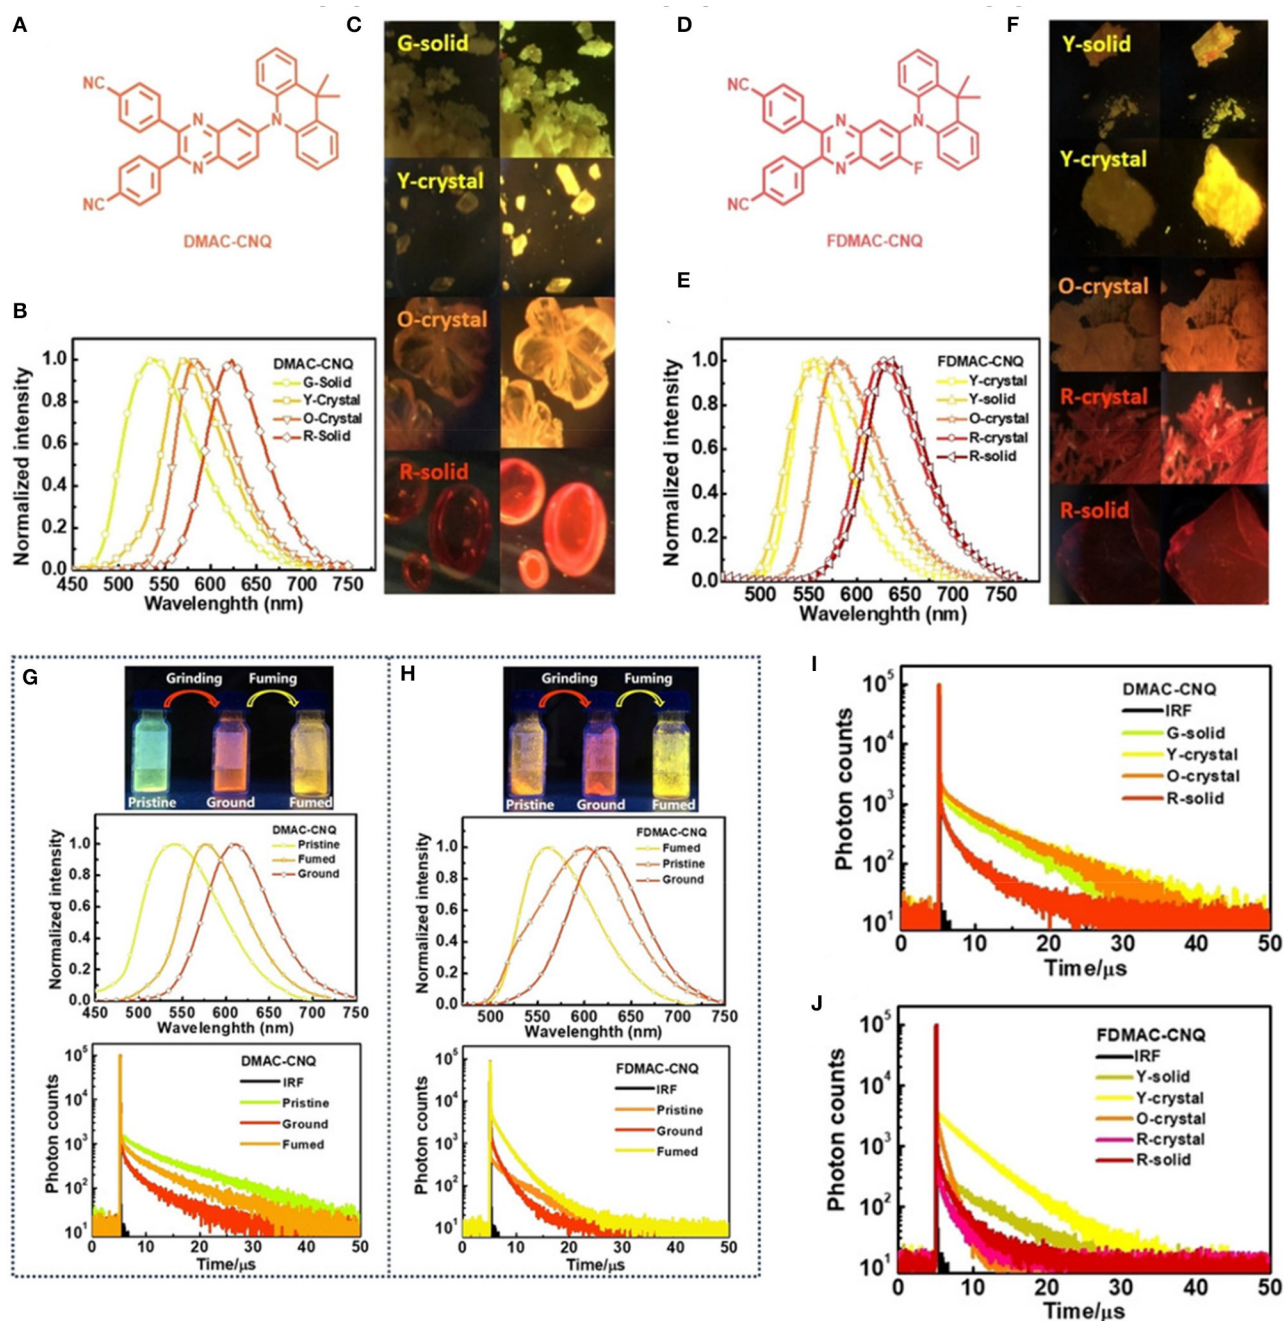 A
NC
NC
N
N
N
DMAC-CNQ
B
Normalized intensity
1.0
0.8
0.6
0.4
0.2
0.0
DMAC-CNQ
G-Solid
Y-Crystal
O-Crystal
R-Solid
450 500 550 600 650 700 750
Wavelenghth (nm)
C
G-solid
Y-crystal
O-crystal
R-solid
D
NC
NC
N
N
N
F
FDMAC-CNQ
E
Normalized intensity
1.0
0.8
0.6
0.4
0.2
0.0
FDMAC-CNQ
Y-crystal
Y-solid
O-crystal
R-crystal
R-solid
500 550 600 650 700 750
Wavelenghth (nm)
F
Y-solid
Y-crystal
O-crystal
R-crystal
R-solid
G
Grinding Fuming
Pristine Ground Fumed
Normalized intensity
1.0
0.8
0.6
0.4
0.2
0.0
DMAC-CNQ
Pristine
Fumed
Ground
450 500 550 600 650 700 750
Wavelenghth (nm)
Photon counts
10⁵
10⁴
10³
10²
10¹
DMAC-CNQ
IRF
Pristine
Ground
Fumed
0 10 20 30 40 50
Time/μs
H
Grinding Fuming
Pristine Ground Fumed
Normalized intensity
1.0
0.8
0.6
0.4
0.2
0.0
FDMAC-CNQ
Fumed
Pristine
Ground
500 550 600 650 700 750
Wavelenghth (nm)
Photon counts
10⁵
10⁴
10³
10²
10¹
FDMAC-CNQ
IRF
Pristine
Ground
Fumed
0 10 20 30 40 50
Time/μs
I
Photon counts
10⁵
10⁴
10³
10²
10¹
DMAC-CNQ
IRF
G-solid
Y-crystal
O-crystal
R-solid
0 10 20 30 40 50
Time/μs
J
Photon counts
10⁵
10⁴
10³
10²
10¹
FDMAC-CNQ
IRF
Y-solid
Y-crystal
O-crystal
R-crystal
R-solid
0 10 20 30 40 50
Time/μs